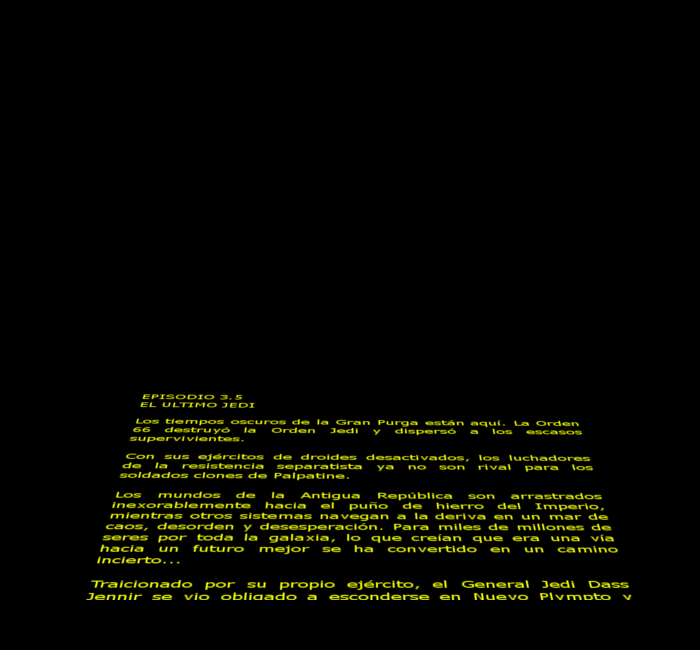 EPISODIO 3.5
EL ULTIMO JEDI
Los tiempos oscuros de la Gran Purga están aquí. La Orden
66 destruyó la Orden Jedi y dispersó a los escasos
supervivientes.
Con sus ejércitos de droides desactivados, los luchadores
de la resistencia separatista ya no son rival para los
soldados clones de Palpatine.
Los mundos de la Antigua República son arrastrados
inexorablemente hacia el puño de hierro del Imperio,
mientras otros sistemas navegan a la deriva en un mar de
caos, desorden y desesperación. Para miles de millones de
seres por toda la galaxia, lo que creían que era una vía
hacia un futuro mejor se ha convertido en un camino
incierto...
Traicionado por su propio ejército, el General Jedi Dass
Jennir se vio obligado a esconderse en Nuevo Plympto y